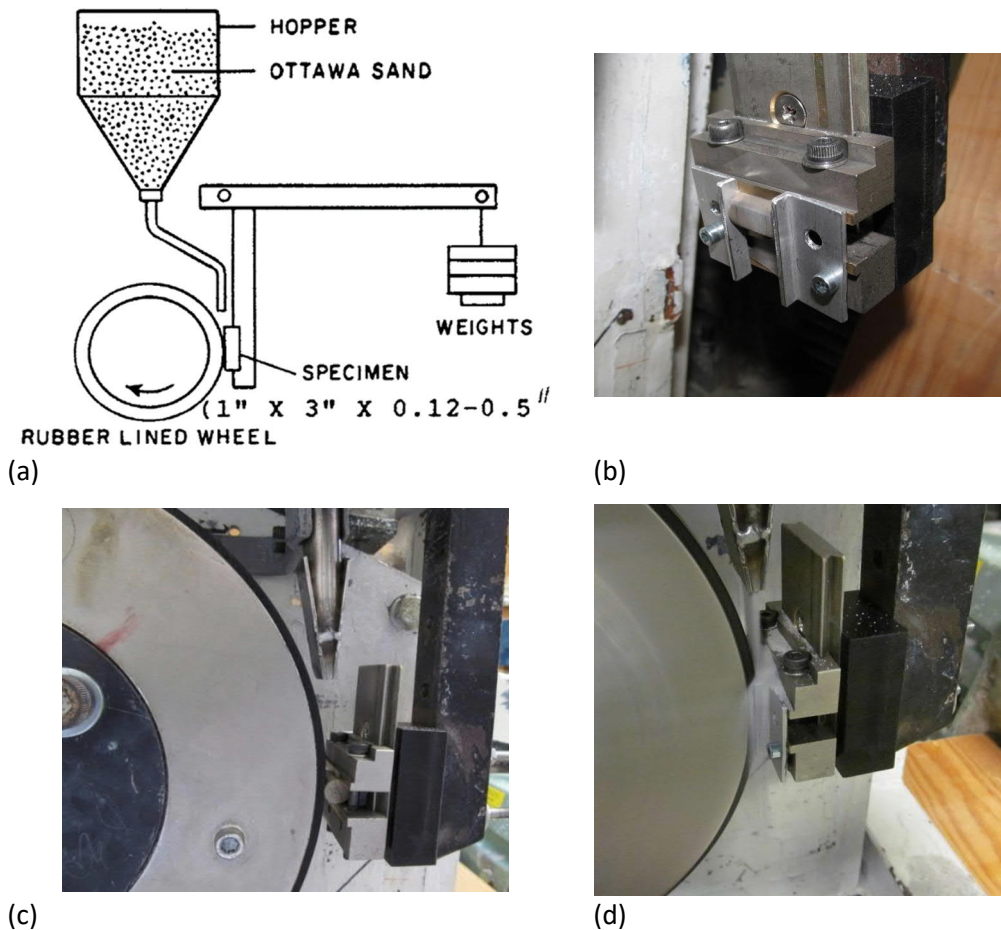 HOPPER
OTTAWA SAND
WEIGHTS
SPECIMEN
(1" X 3" X 0.12-0.5"
RUBBER LINED WHEEL
(a)
(b)
(c)
(d)